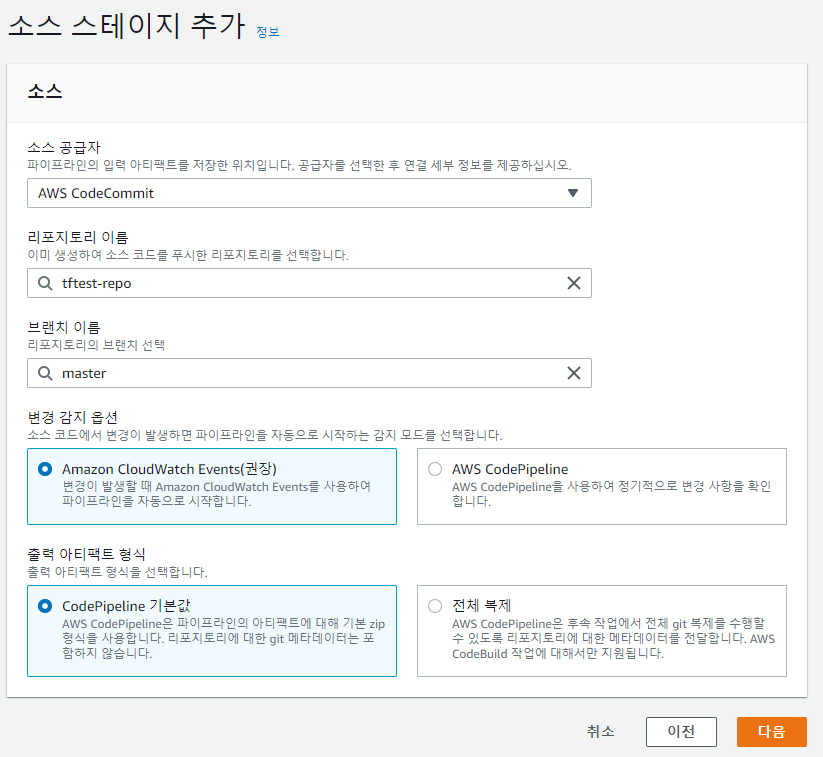 소스 스테이지 추가 정보
소스
소스 공급자
파이프라인의 입력 아티팩트를 저장한 위치입니다. 공급자를 선택한 후 연결 세부 정보를 제공하십시오.
AWS CodeCommit
리포지토리 이름
이미 생성하여 소스 코드를 푸시한 리포지토리를 선택합니다.
tftest-repo
브랜치 이름
리포지토리의 브랜치 선택
master
변경 감지 옵션
소스 코드에서 변경이 발생하면 파이프라인을 자동으로 시작하는 감지 모드를 선택합니다.
Amazon CloudWatch Events(권장)
변경이 발생할 때 Amazon CloudWatch Events를 사용하여
파이프라인을 자동으로 시작합니다.
AWS CodePipeline
AWS CodePipeline을 사용하여 정기적으로 변경 사항을 확인
합니다.
출력 아티팩트 형식
출력 아티팩트 형식을 선택합니다.
CodePipeline 기본값
AWS CodePipeline은 파이프라인의 아티팩트에 대해 기본 zip
형식을 사용합니다. 리포지토리에 대한 git 메타데이터는 포
함하지 않습니다.
전체 복제
AWS CodePipeline은 후속 작업에서 전체 git 복제를 수행할
수 있도록 리포지토리에 대한 메타데이터를 전달합니다. AWS
CodeBuild 작업에 대해서만 지원됩니다.
취소
이전
다음